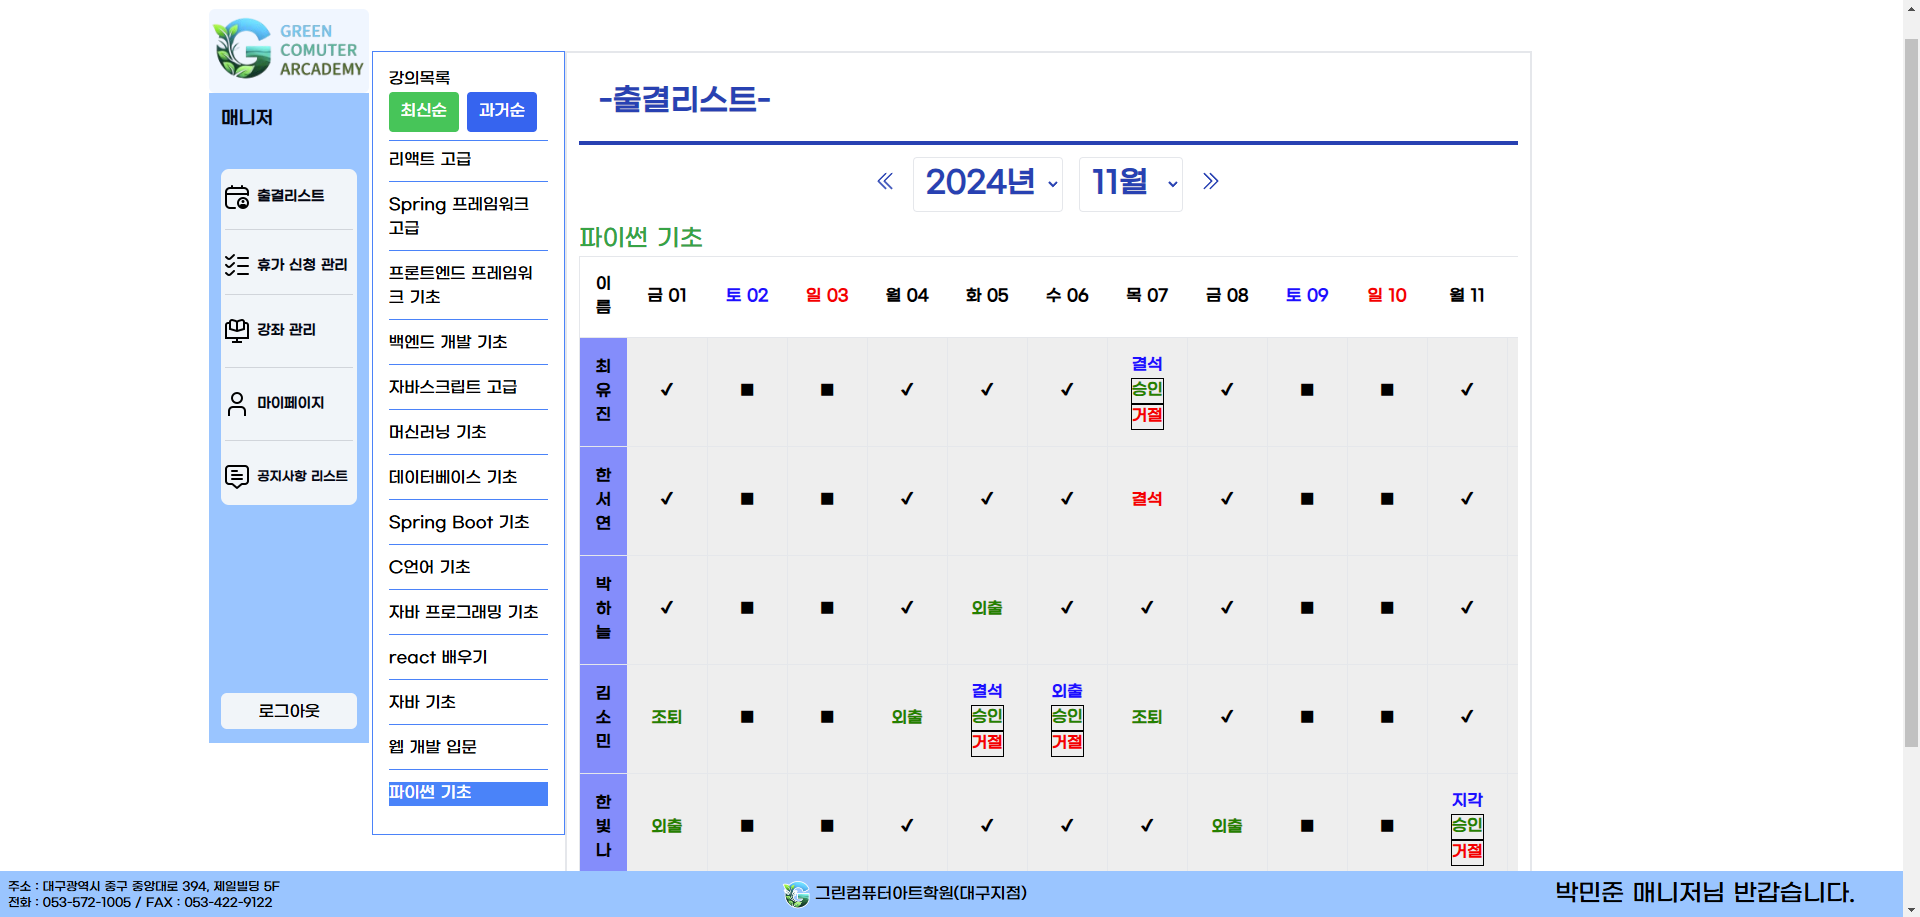 GREEN
COMUTER
ARCADEMY
매니저
출결리스트
휴가 신청 관리
강좌 관리
마이페이지
공지사항 리스트
로그아웃
강의목록
최신순 과거순
리액트 고급
Spring 프레임워크
고급
프론트엔드 프레임워
크 기초
백엔드 개발 기초
자바스크립트 고급
머신러닝 기초
데이터베이스 기초
Spring Boot 기초
C언어 기초
자바 프로그래밍 기초
react 배우기
자바 기초
웹 개발 입문
파이썬 기초
-출결리스트-
« 2024년 11월 »
파이썬 기초
이름 금 01 토 02 일 03 월 04 화 05 수 06 목 07 금 08 토 09 일 10 월 11
최유진 ✔ ■ ■ ✔ ✔ ✔ 결석 승인 거절 ✔ ■ ■ ✔
한서연 ✔ ■ ■ ✔ ✔ ✔ 결석 ✔ ■ ■ ✔
박하늘 ✔ ■ ■ ✔ 외출 ✔ ✔ ✔ ■ ■ ✔
김소민 조퇴 ■ ■ 외출 결석 승인 거절 외출 승인 거절 조퇴 ✔ ■ ■ ✔
한빛나 외출 ■ ■ ✔ ✔ ✔ ✔ 외출 ■ ■ 지각 승인 거절
주소 : 대구광역시 중구 중앙대로 394, 제일빌딩 5F
전화 : 053-572-1005 / FAX : 053-422-9122
그린컴퓨터아트학원(대구지점)
박민준 매니저님 반갑습니다.